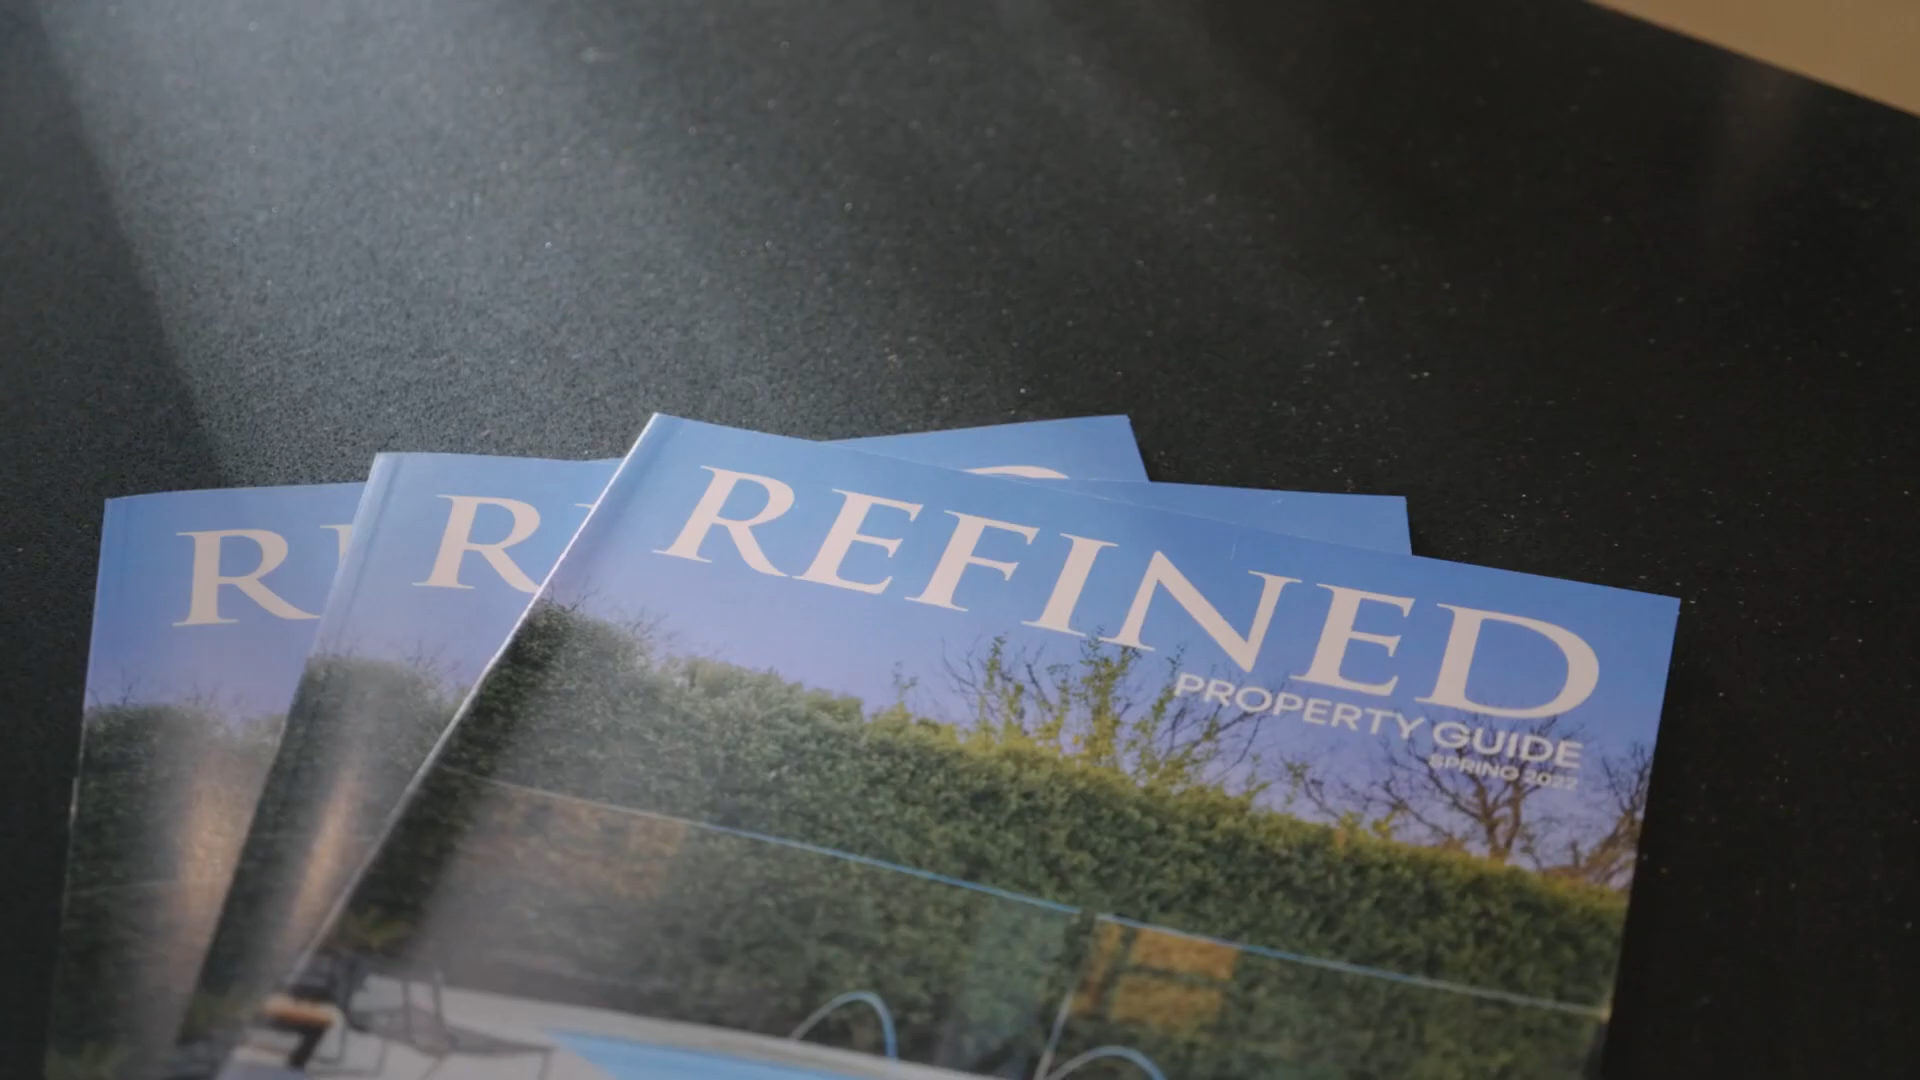 REFINED
PROPERTY GUIDE
SPRING 2022
R
R